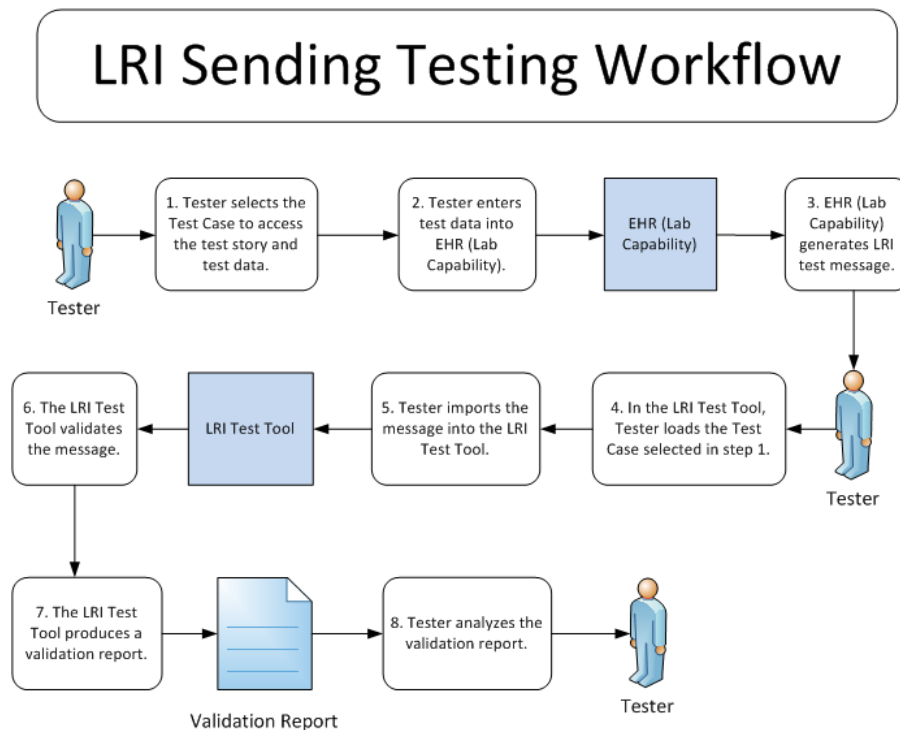 LRI Sending Testing Workflow
1. Tester selects the
Test Case to access
the test story and
test data.
2. Tester enters
test data into
EHR (Lab
Capability).
EHR (Lab
Capability)
3. EHR (Lab
Capability)
generates LRI
test message.
Tester
6. The LRI Test
Tool validates
the message.
LRI Test Tool
5. Tester imports the
message into the LRI
Test Tool.
4. In the LRI Test Tool,
Tester loads the Test
Case selected in step 1.
Tester
7. The LRI Test
Tool produces a
validation report.
8. Tester analyzes the
validation report.
Validation Report
Tester